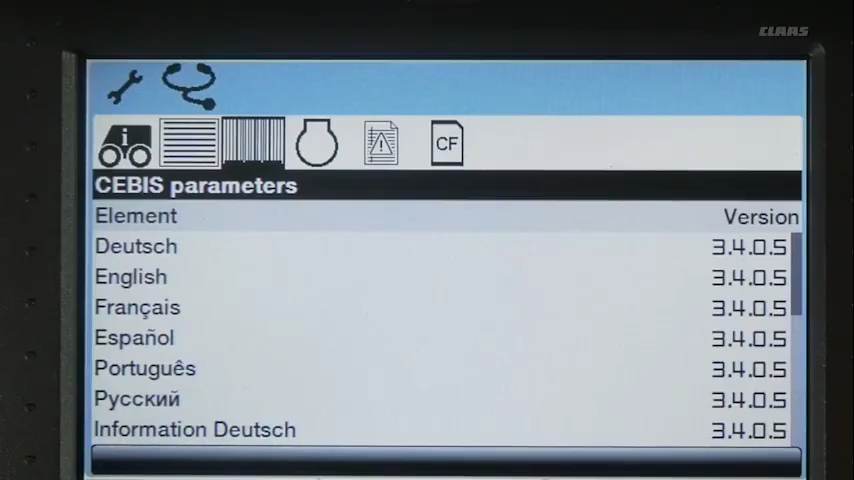 CLAAS
i
CF
CEBIS parameters
Element Version
Deutsch 3.4.0.5
English 3.4.0.5
Français 3.4.0.5
Español 3.4.0.5
Português 3.4.0.5
Русский 3.4.0.5
Information Deutsch 3.4.0.5